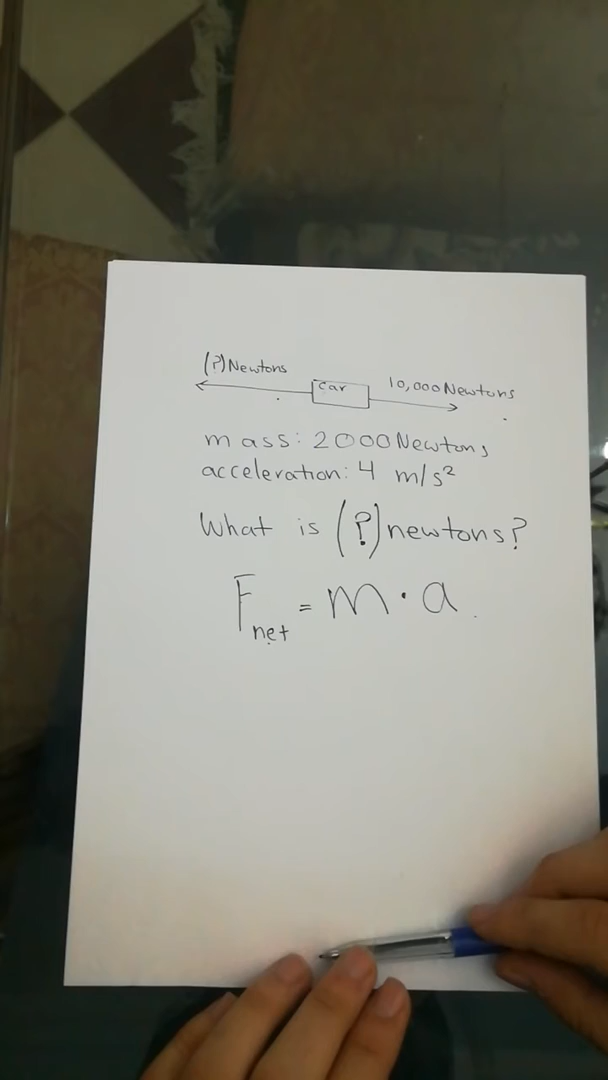 (?) Newtons
car 10,000 Newtons
mass: 2000 Newtons
acceleration: 4 m/s²
What is (?) newtons?
Fnet = m · a